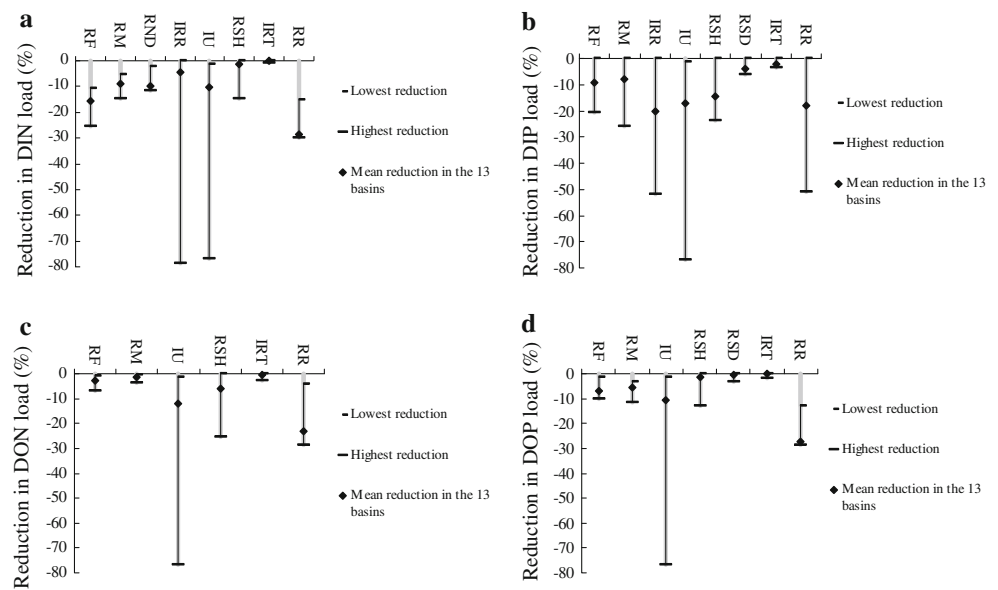 a
RF RM RND IRR IU RSH IRT RR
Reduction in DIN load (%)
0
-10
-20
-30
-40
-50
-60
-70
-80
Lowest reduction
Highest reduction
Mean reduction in the 13
basins
b
RF RM IRR IU RSH RSD IRT RR
Reduction in DIP load (%)
0
-10
-20
-30
-40
-50
-60
-70
-80
Lowest reduction
Highest reduction
Mean reduction in the 13
basins
c
RF RM IU RSH IRT RR
Reduction in DON load (%)
0
-10
-20
-30
-40
-50
-60
-70
-80
Lowest reduction
Highest reduction
Mean reduction in the 13
basins
d
RF RM IU RSH RSD IRT RR
Reduction in DOP load (%)
0
-10
-20
-30
-40
-50
-60
-70
-80
Lowest reduction
Highest reduction
Mean reduction in the 13
basins